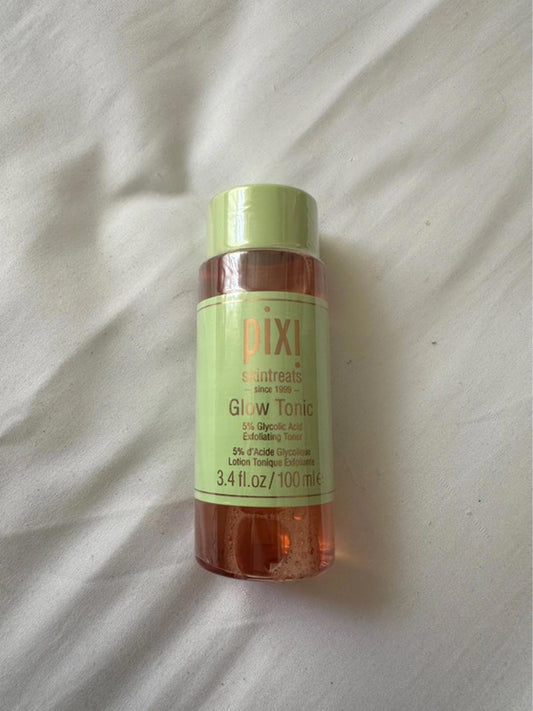 pixi
skintreats
– since 1999 –
Glow Tonic
5% Glycolic Acid
Exfoliating Toner
5% d'Acide Glycolique
Lotion Tonique Exfoliante
3.4 fl.oz/100 ml e